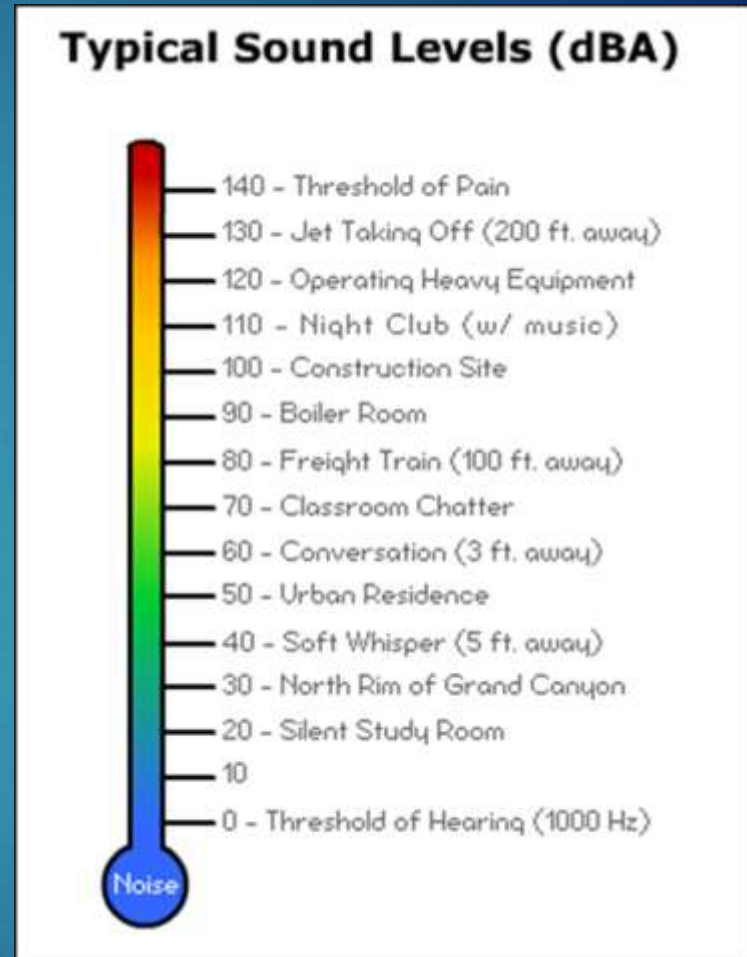 Typical Sound Levels (dBA)
140 - Threshold of Pain
130 - Jet Taking Off (200 ft. away)
120 - Operating Heavy Equipment
110 - Night Club (w/ music)
100 - Construction Site
90 - Boiler Room
80 - Freight Train (100 ft. away)
70 - Classroom Chatter
60 - Conversation (3 ft. away)
50 - Urban Residence
40 - Soft Whisper (5 ft. away)
30 - North Rim of Grand Canyon
20 - Silent Study Room
10
0 - Threshold of Hearing (1000 Hz)
Noise